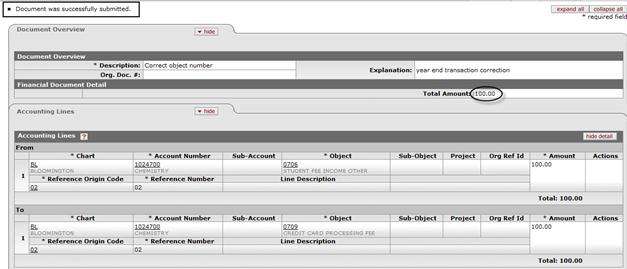 Document was successfully submitted.
expand all collapse all
* required field
Document Overview hide
Document Overview
* Description: Correct object number Explanation: year end transaction correction
Org. Doc. #:
Financial Document Detail
Total Amount: 100.00
Accounting Lines hide
Accounting Lines ? hide detail
From
* Chart * Account Number Sub-Account * Object Sub-Object Project Org Ref Id * Amount Actions
1 BL 1024700 0706 100.00
BLOOMINGTON CHEMISTRY STUDENT FEE INCOME OTHER
* Reference Origin Code * Reference Number Line Description
02 02
Total: 100.00
To
* Chart * Account Number Sub-Account * Object Sub-Object Project Org Ref Id * Amount Actions
1 BL 1024700 0709 100.00
BLOOMINGTON CHEMISTRY CREDIT CARD PROCESSING FEE
* Reference Origin Code * Reference Number Line Description
02 02
Total: 100.00